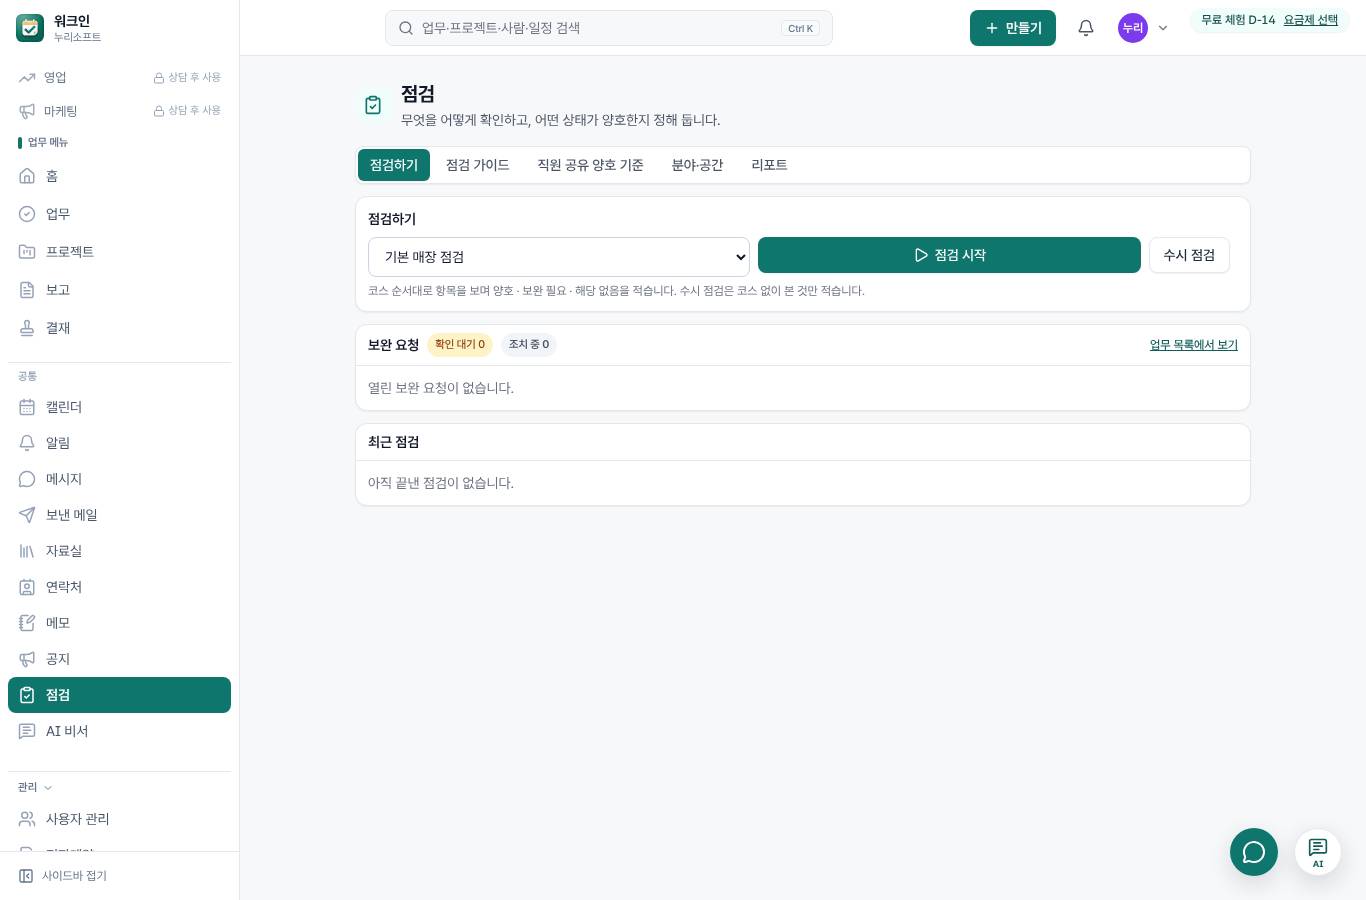 워크인
누리소프트
업무·프로젝트·사람·일정 검색
Ctrl K
만들기
누리
무료 체험 D-14 요금제 선택
영업
상담 후 사용
마케팅
상담 후 사용
업무 메뉴
홈
업무
프로젝트
보고
결재
공통
캘린더
알림
메시지
보낸 메일
자료실
연락처
메모
공지
점검
AI 비서
관리
사용자 관리
사이드바 접기
점검
무엇을 어떻게 확인하고, 어떤 상태가 양호한지 정해 둡니다.
점검하기 점검 가이드 직원 공유 양호 기준 분야·공간 리포트
점검하기
기본 매장 점검
점검 시작
수시 점검
코스 순서대로 항목을 보며 양호 · 보완 필요 · 해당 없음을 적습니다. 수시 점검은 코스 없이 본 것만 적습니다.
보완 요청 확인 대기 0 조치 중 0
업무 목록에서 보기
열린 보완 요청이 없습니다.
최근 점검
아직 끝낸 점검이 없습니다.
AI